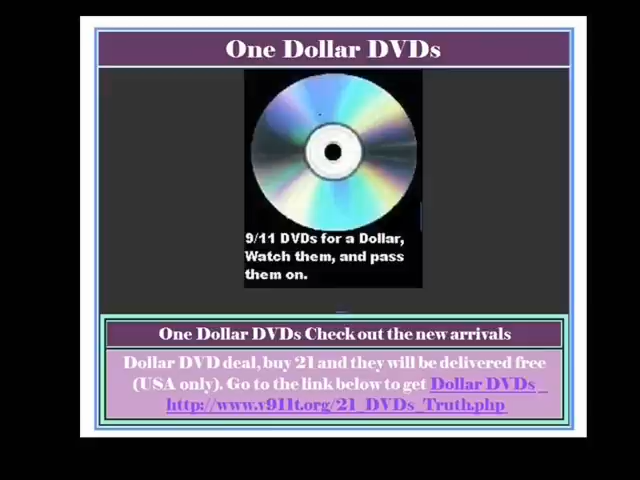 One Dollar DVDs
9/11 DVDs for a Dollar,
Watch them, and pass
them on.
One Dollar DVDs Check out the new arrivals
Dollar DVD deal, buy 21 and they will be delivered free
(USA only). Go to the link below to get Dollar DVDs
http://www.v911t.org/21_DVDs_Truth.php